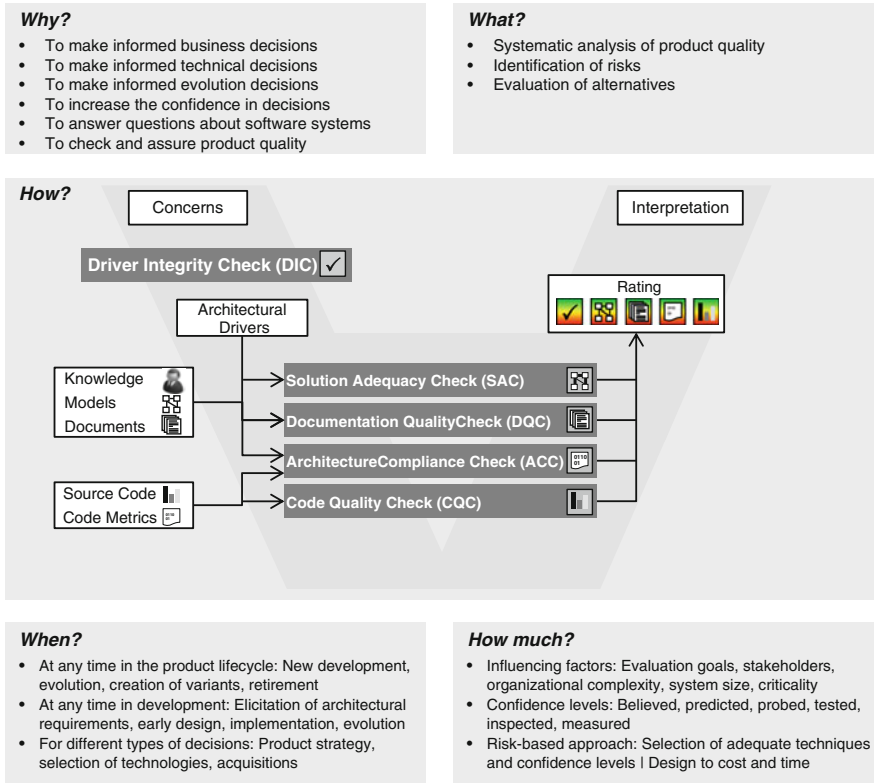 Why?
• To make informed business decisions
• To make informed technical decisions
• To make informed evolution decisions
• To increase the confidence in decisions
• To answer questions about software systems
• To check and assure product quality
What?
• Systematic analysis of product quality
• Identification of risks
• Evaluation of alternatives
How?
Concerns
Interpretation
Driver Integrity Check (DIC)
Rating
Architectural
Drivers
Knowledge
Models
Documents
Solution Adequacy Check (SAC)
Documentation QualityCheck (DQC)
ArchitectureCompliance Check (ACC)
Code Quality Check (CQC)
Source Code
Code Metrics
When?
• At any time in the product lifecycle: New development,
evolution, creation of variants, retirement
• At any time in development: Elicitation of architectural
requirements, early design, implementation, evolution
• For different types of decisions: Product strategy,
selection of technologies, acquisitions
How much?
• Influencing factors: Evaluation goals, stakeholders,
organizational complexity, system size, criticality
• Confidence levels: Believed, predicted, probed, tested,
inspected, measured
• Risk-based approach: Selection of adequate techniques
and confidence levels | Design to cost and time